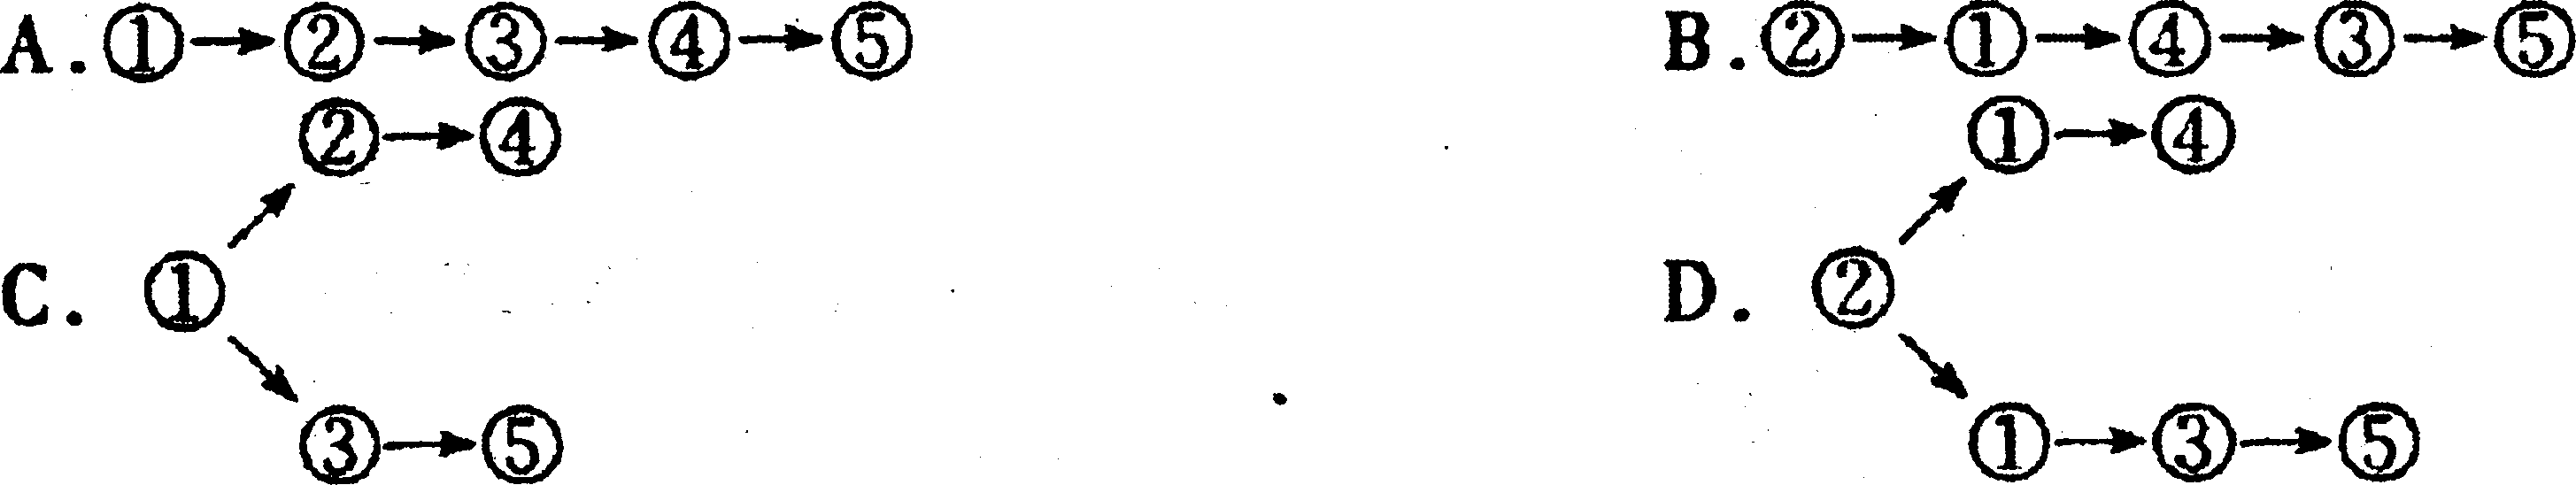 A. ①→②→③→④→⑤ B. ②→①→④→③→⑤
②→④ ①→④
C. ① D. ②
③→⑤ ①→③→⑤